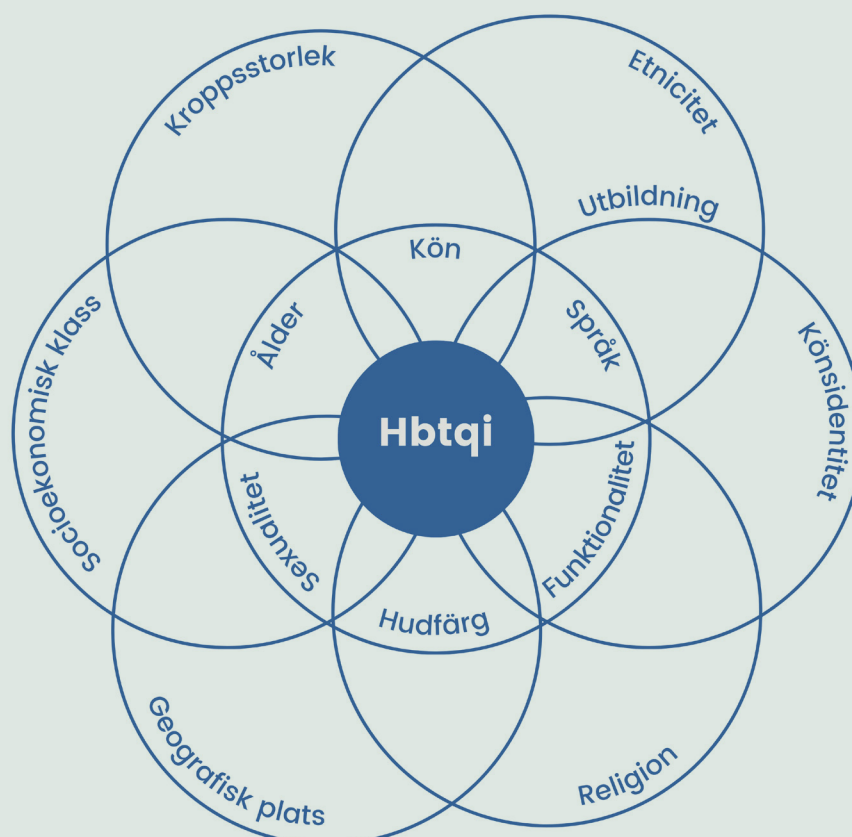 Kroppsstorlek
Etnicitet
Utbildning
Kön
Ålder
Språk
Socioekonomisk klass
Könsidentitet
Hbtqi
Sexualitet
Funktionalitet
Hudfärg
Geografisk plats
Religion